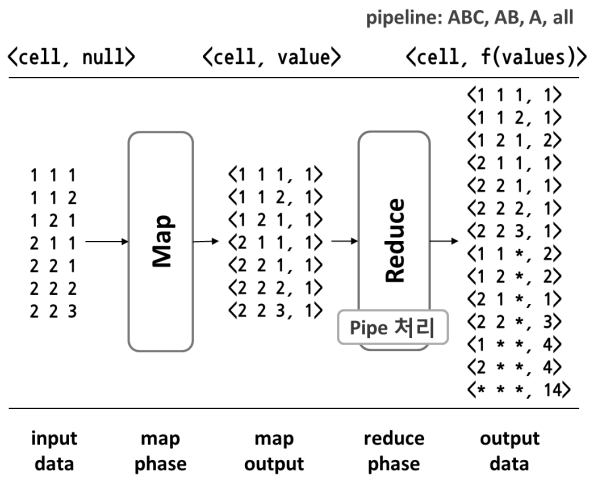 pipeline: ABC, AB, A, all
<cell, null> <cell, value> <cell, f(values)>
1 1 1
1 1 2
1 2 1
2 1 1
2 2 1
2 2 2
2 2 3
Map
<1 1 1, 1>
<1 1 2, 1>
<1 2 1, 1>
<2 1 1, 1>
<2 2 1, 1>
<2 2 2, 1>
<2 2 3, 1>
Reduce
Pipe 처리
<1 1 1, 1>
<1 1 2, 1>
<1 2 1, 2>
<2 1 1, 1>
<2 2 1, 1>
<2 2 2, 1>
<2 2 3, 1>
<1 1 *, 2>
<1 2 *, 2>
<2 1 *, 1>
<2 2 *, 3>
<1 * *, 4>
<2 * *, 4>
<* * *, 14>
input data
map phase
map output
reduce phase
output data